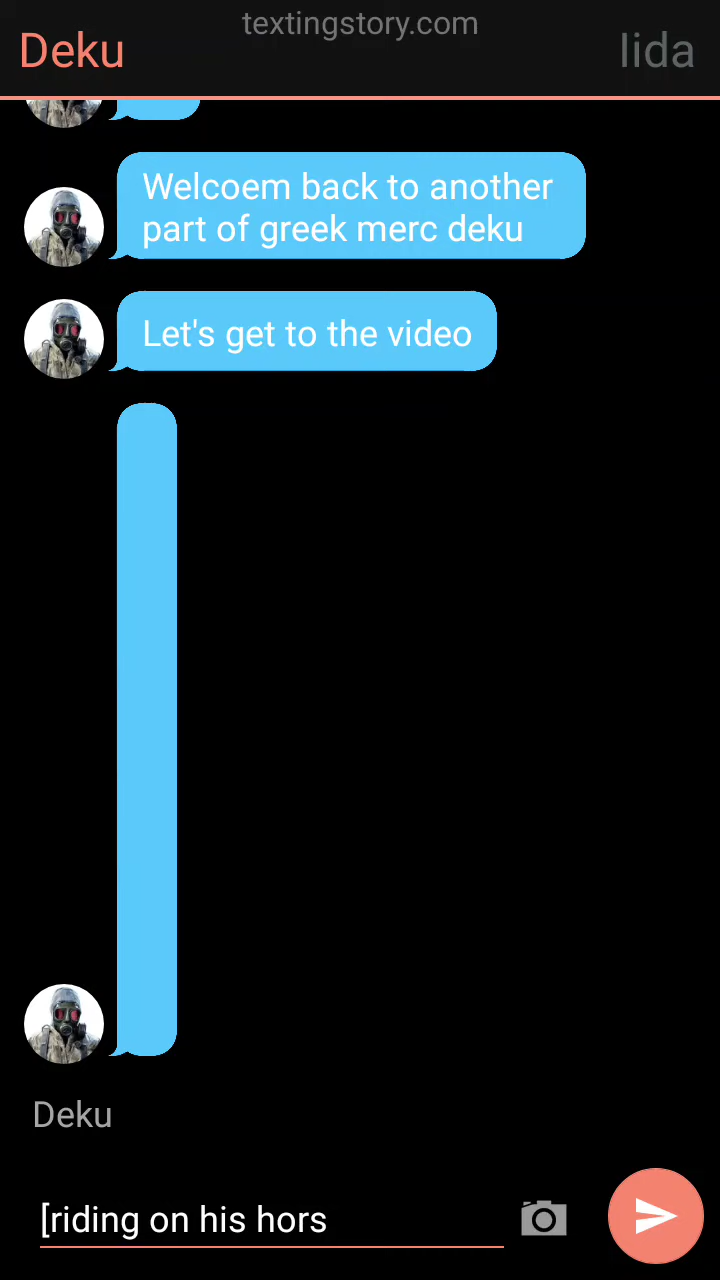 textingstory.com
Deku
Iida
Welcoem back to another
part of greek merc deku
Let's get to the video
Deku
[riding on his hors